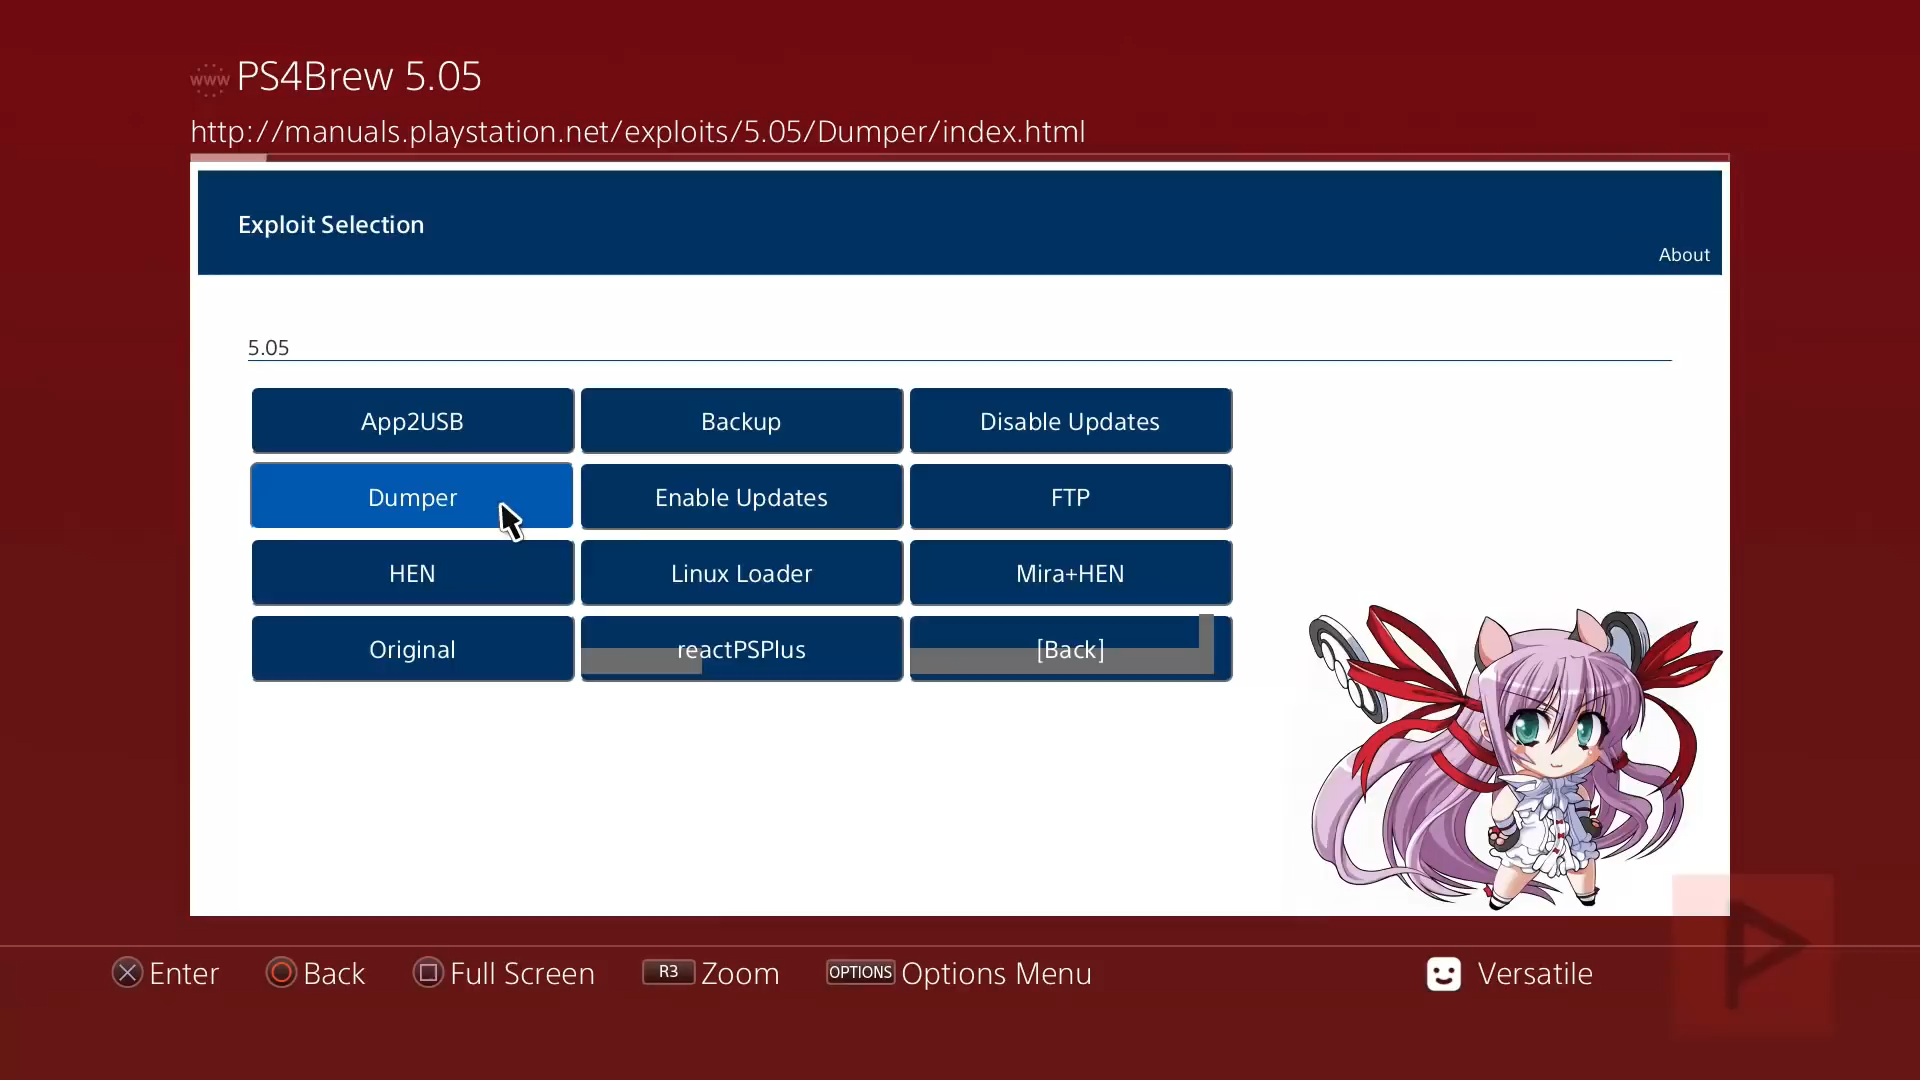 www PS4Brew 5.05
http://manuals.playstation.net/exploits/5.05/Dumper/index.html
Exploit Selection
About
5.05
App2USB Backup Disable Updates
Dumper Enable Updates FTP
HEN Linux Loader Mira+HEN
Original reactPSPlus [Back]
Enter Back Full Screen R3 Zoom OPTIONS Options Menu Versatile